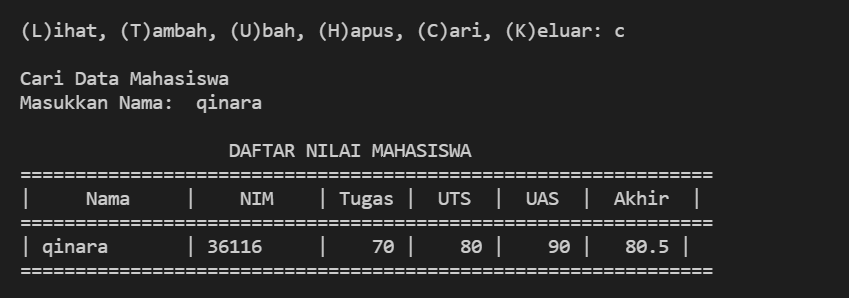 (L)ihat, (T)ambah, (U)bah, (H)apus, (C)ari, (K)eluar: c
Cari Data Mahasiswa
Masukkan Nama:  qinara
DAFTAR NILAI MAHASISWA
===============================================================
|     Nama     |    NIM    | Tugas |  UTS  |  UAS  |  Akhir  |
===============================================================
| qinara       | 36116     |    70 |    80 |    90 |   80.5 |
===============================================================